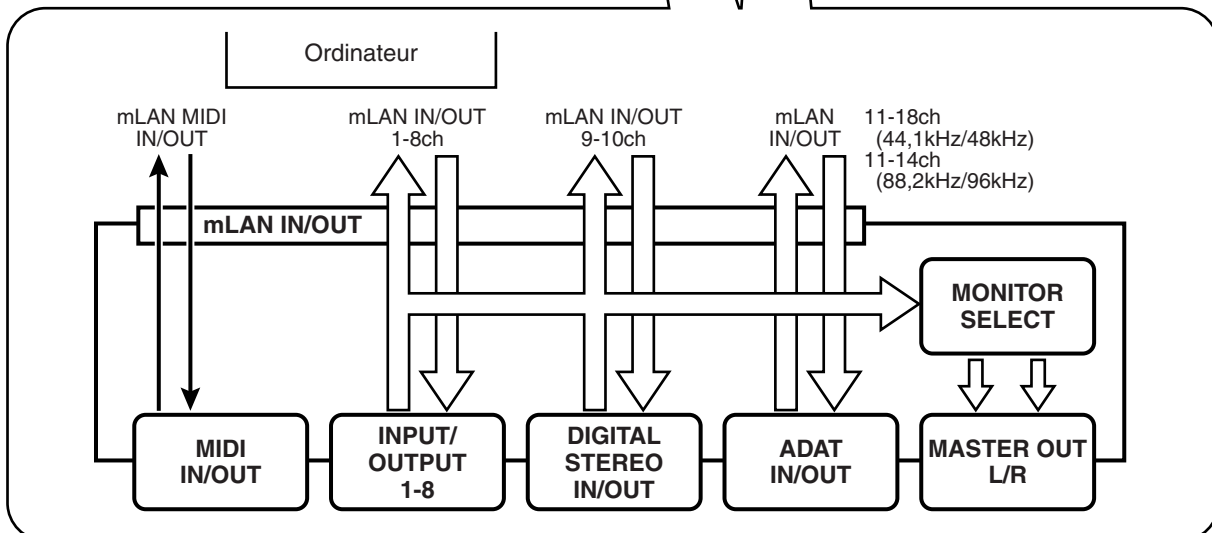 Ordinateur
mLAN MIDI
IN/OUT
mLAN IN/OUT
1-8ch
mLAN IN/OUT
9-10ch
mLAN
IN/OUT
11-18ch
(44,1kHz/48kHz)
11-14ch
(88,2kHz/96kHz)
mLAN IN/OUT
MONITOR
SELECT
MIDI
IN/OUT
INPUT/
OUTPUT
1-8
DIGITAL
STEREO
IN/OUT
ADAT
IN/OUT
MASTER OUT
L/R